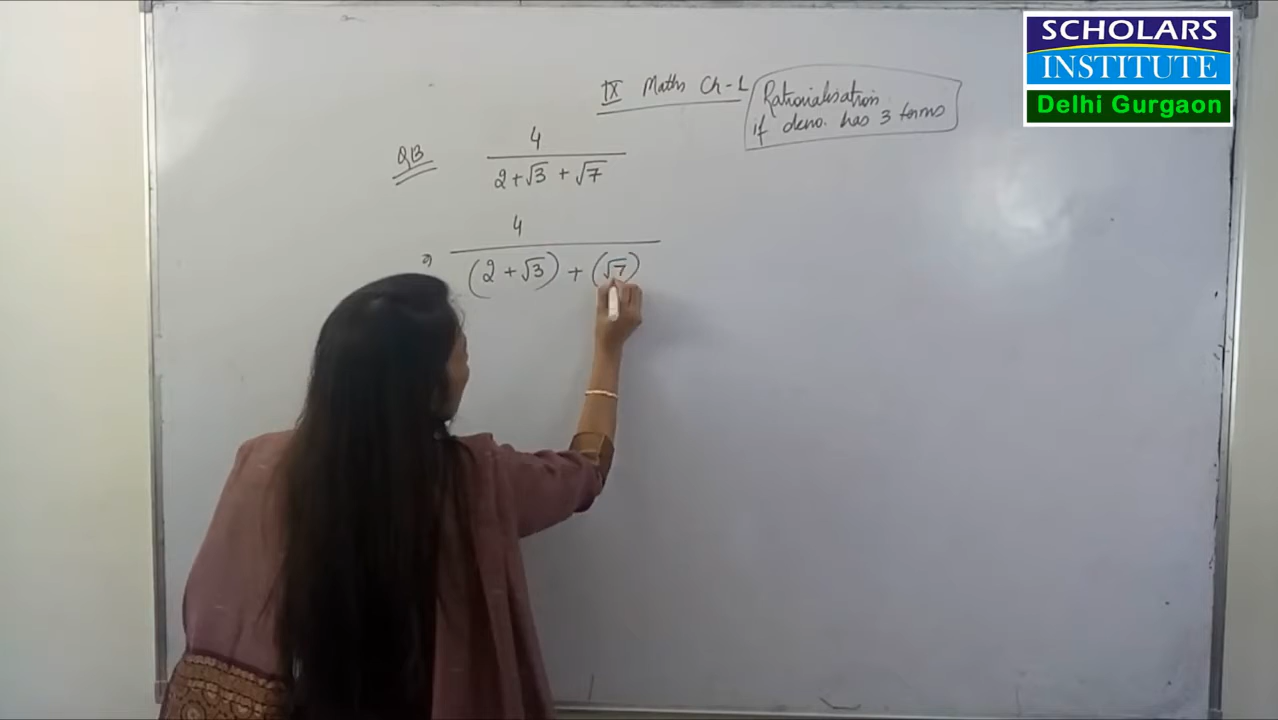 SCHOLARS
INSTITUTE
Delhi Gurgaon
IX Maths Ch-1
Rationalisation
if deno. has 3 terms
QB
4
2+√3 + √7
4
(2 + √3) + (√7)